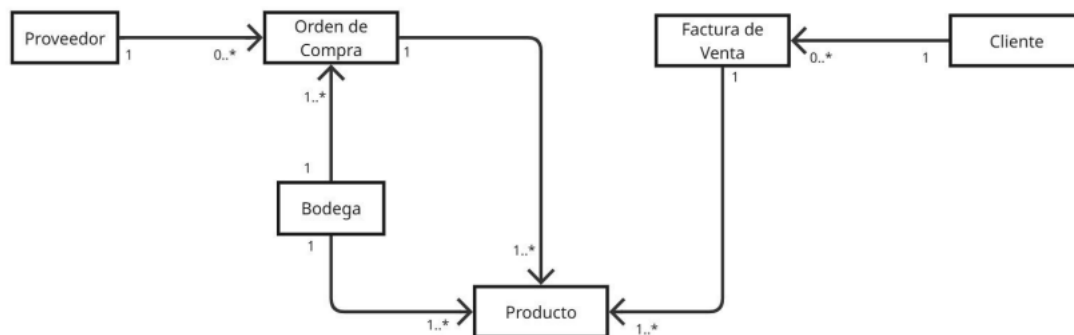 Proveedor
1
0..*
Orden de
Compra
1
Factura de
Venta
1
0..*
1
Cliente
1..*
1
Bodega
1
1..*
1..*
Producto
1..*